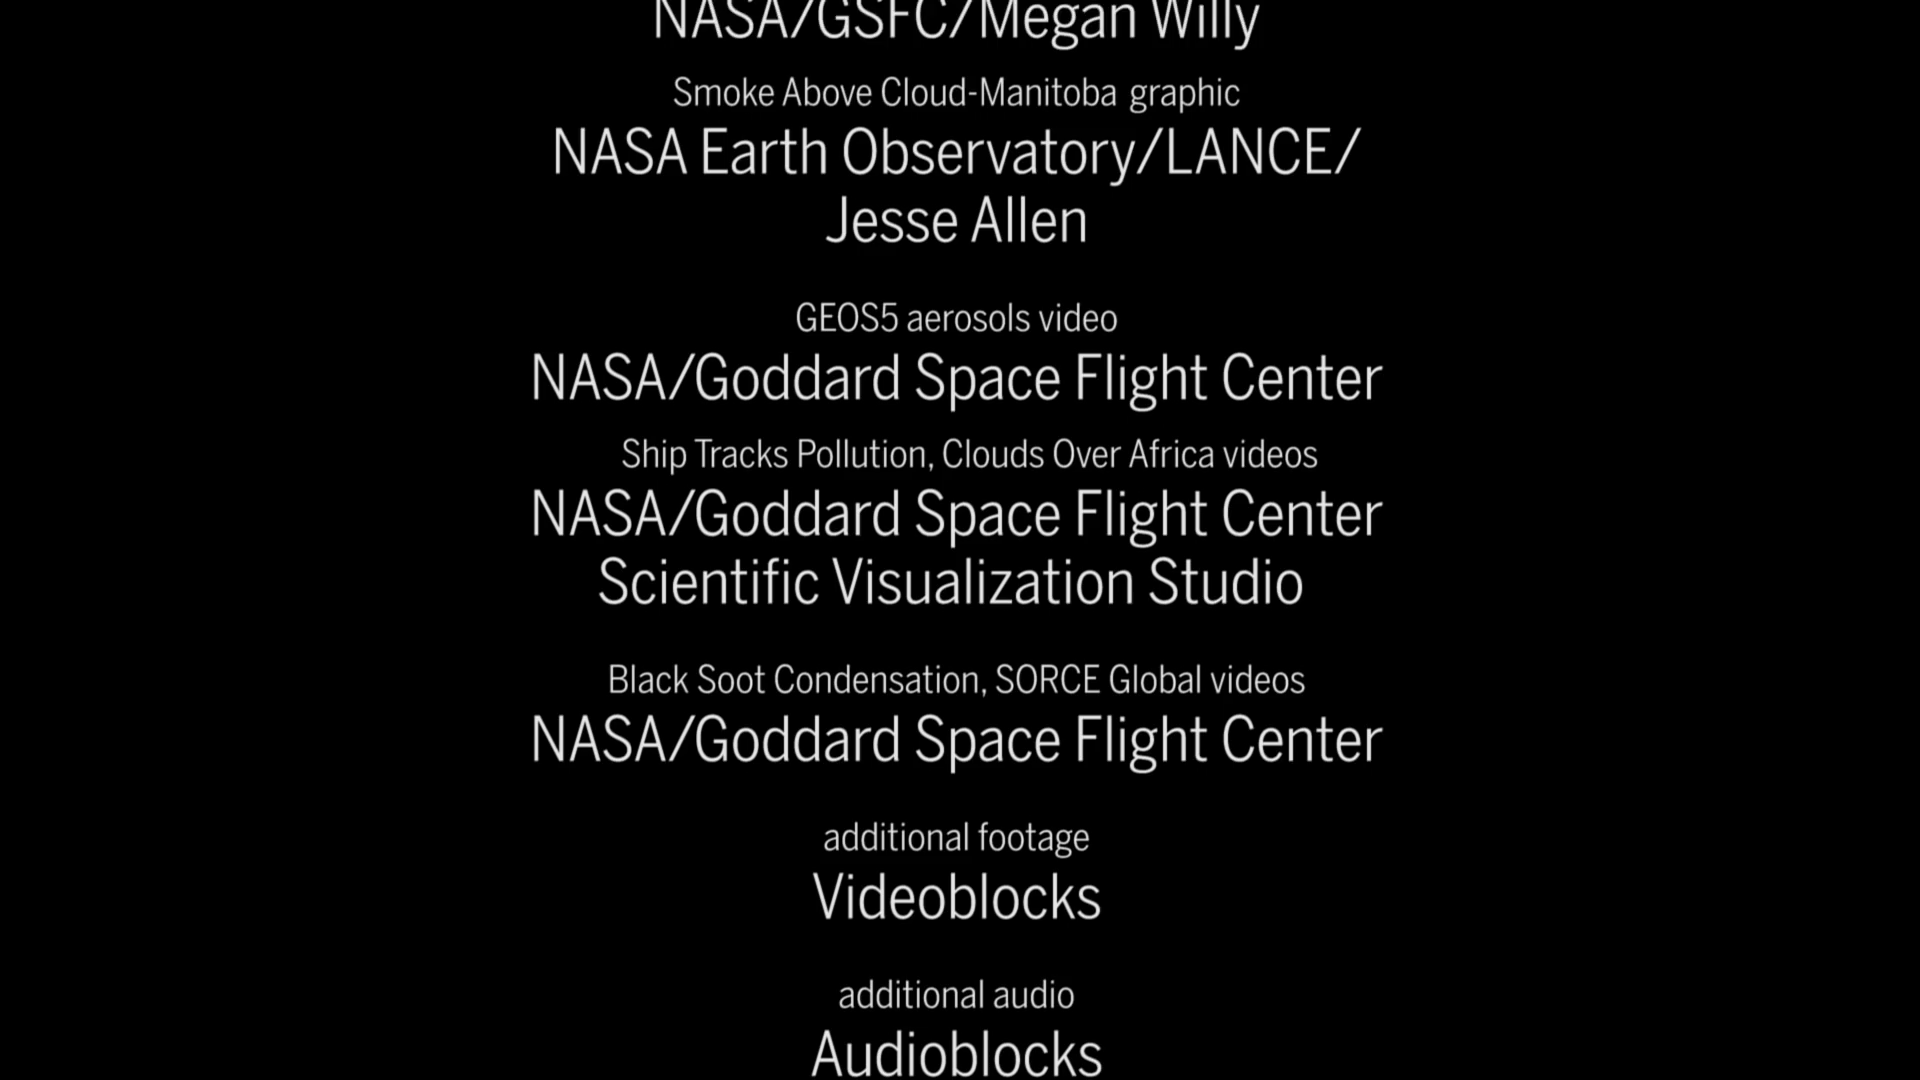 NASA/GSFC/Megan Willy
Smoke Above Cloud-Manitoba graphic
NASA Earth Observatory/LANCE/
Jesse Allen
GEOS5 aerosols video
NASA/Goddard Space Flight Center
Ship Tracks Pollution, Clouds Over Africa videos
NASA/Goddard Space Flight Center
Scientific Visualization Studio
Black Soot Condensation, SORCE Global videos
NASA/Goddard Space Flight Center
additional footage
Videoblocks
additional audio
Audioblocks